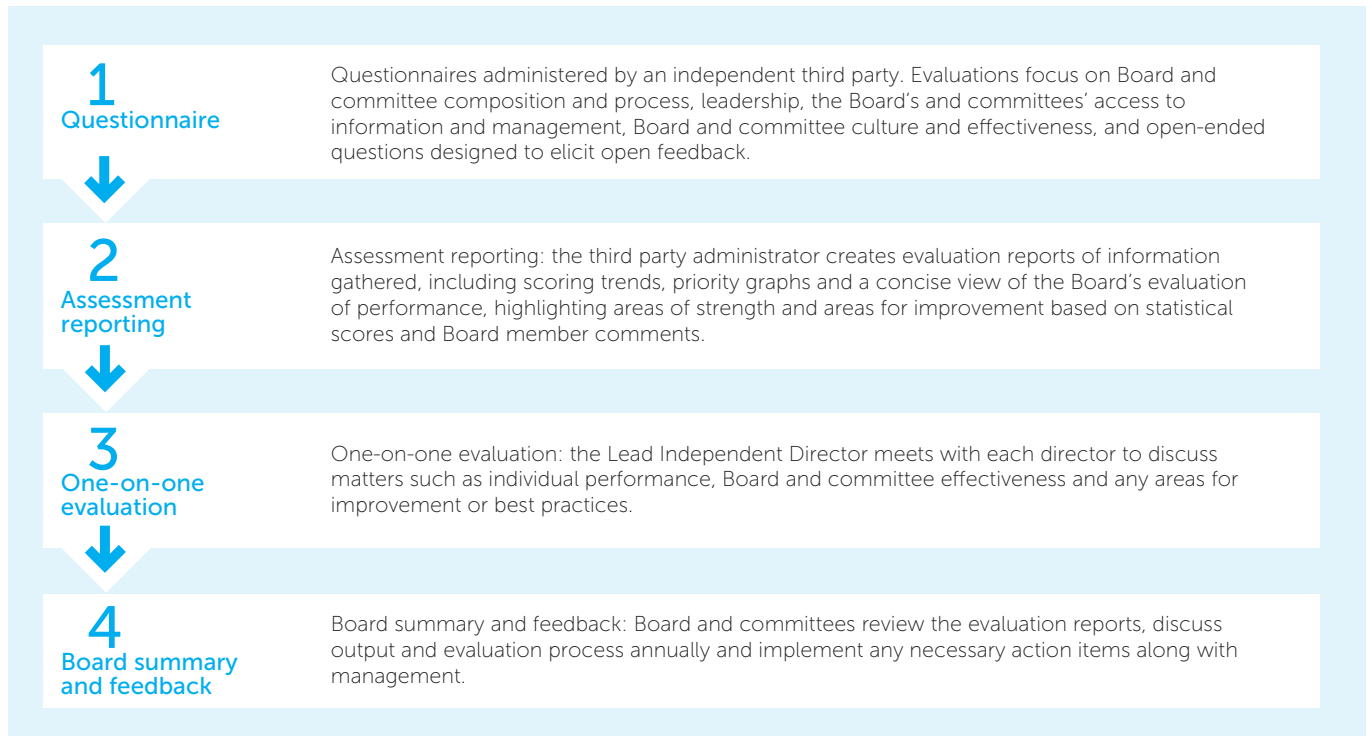 1
Questionnaire
Questionnaires administered by an independent third party. Evaluations focus on Board and
committee composition and process, leadership, the Board’s and committees’ access to
information and management, Board and committee culture and effectiveness, and open-ended
questions designed to elicit open feedback.
2
Assessment
reporting
Assessment reporting: the third party administrator creates evaluation reports of information
gathered, including scoring trends, priority graphs and a concise view of the Board’s evaluation
of performance, highlighting areas of strength and areas for improvement based on statistical
scores and Board member comments.
3
One-on-one
evaluation
One-on-one evaluation: the Lead Independent Director meets with each director to discuss
matters such as individual performance, Board and committee effectiveness and any areas for
improvement or best practices.
4
Board summary
and feedback
Board summary and feedback: Board and committees review the evaluation reports, discuss
output and evaluation process annually and implement any necessary action items along with
management.